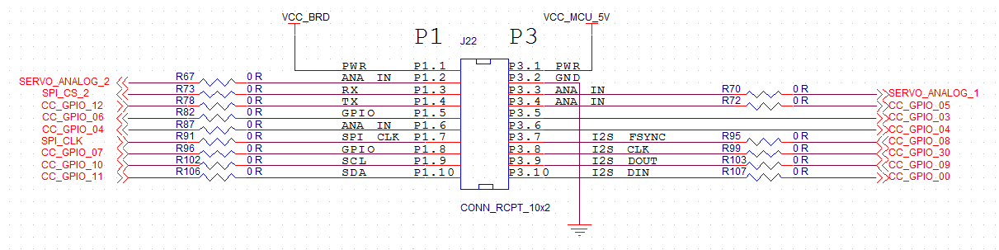 VCC_BRD VCC_MCU_5V
P1 J22 P3
PWR P1.1 P3.1 PWR
R67 0 R ANA IN P1.2 P3.2 GND
SERVO_ANALOG_2 R73 0 R RX P1.3 P3.3 ANA IN R70 0 R SERVO_ANALOG_1
SPI_CS_2 R78 0 R TX P1.4 P3.4 ANA IN R72 0 R CC_GPIO_05
CC_GPIO_12 R82 0 R GPIO P1.5 P3.5 CC_GPIO_03
CC_GPIO_06 R87 0 R ANA IN P1.6 P3.6 CC_GPIO_04
CC_GPIO_04 R91 0 R SPI CLK P1.7 P3.7 I2S FSYNC R95 0 R CC_GPIO_08
SPI_CLK R96 0 R GPIO P1.8 P3.8 I2S CLK R99 0 R CC_GPIO_30
CC_GPIO_07 R102 0 R SCL P1.9 P3.9 I2S DOUT R103 0 R CC_GPIO_09
CC_GPIO_10 R106 0 R SDA P1.10 P3.10 I2S DIN R107 0 R CC_GPIO_00
CC_GPIO_11
CONN_RCPT_10x2